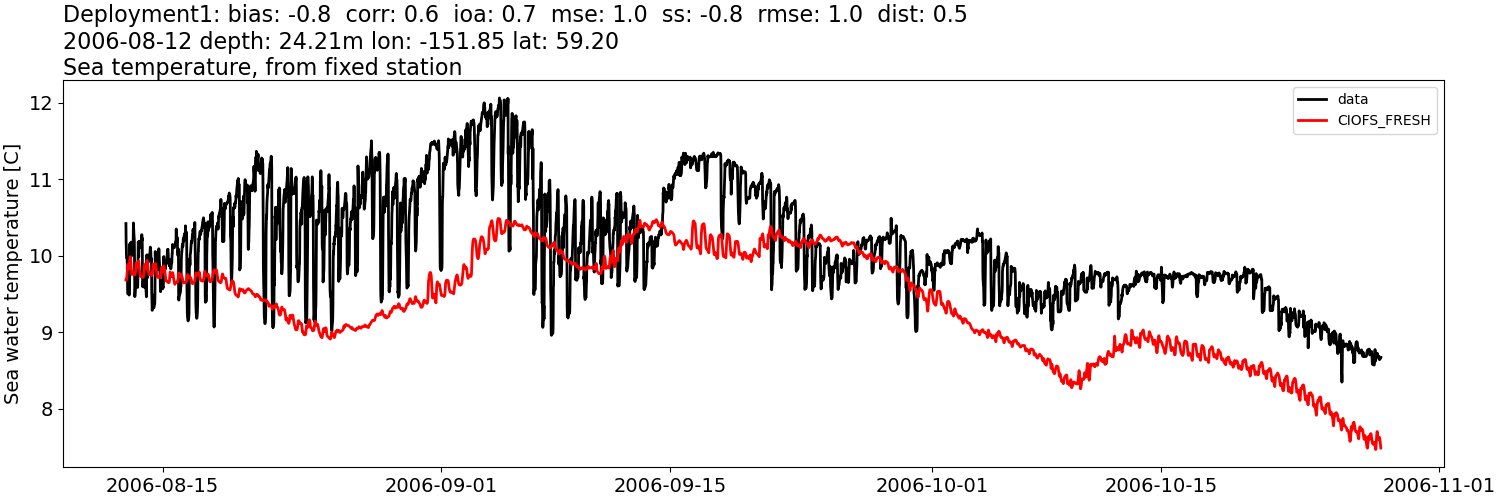 Deployment1: bias: -0.8  corr: 0.6  ioa: 0.7  mse: 1.0  ss: -0.8  rmse: 1.0  dist: 0.5
2006-08-12 depth: 24.21m lon: -151.85 lat: 59.20
Sea temperature, from fixed station
data
CIOFS_FRESH
Sea water temperature [C]
12
11
10
9
8
2006-08-15
2006-09-01
2006-09-15
2006-10-01
2006-10-15
2006-11-01